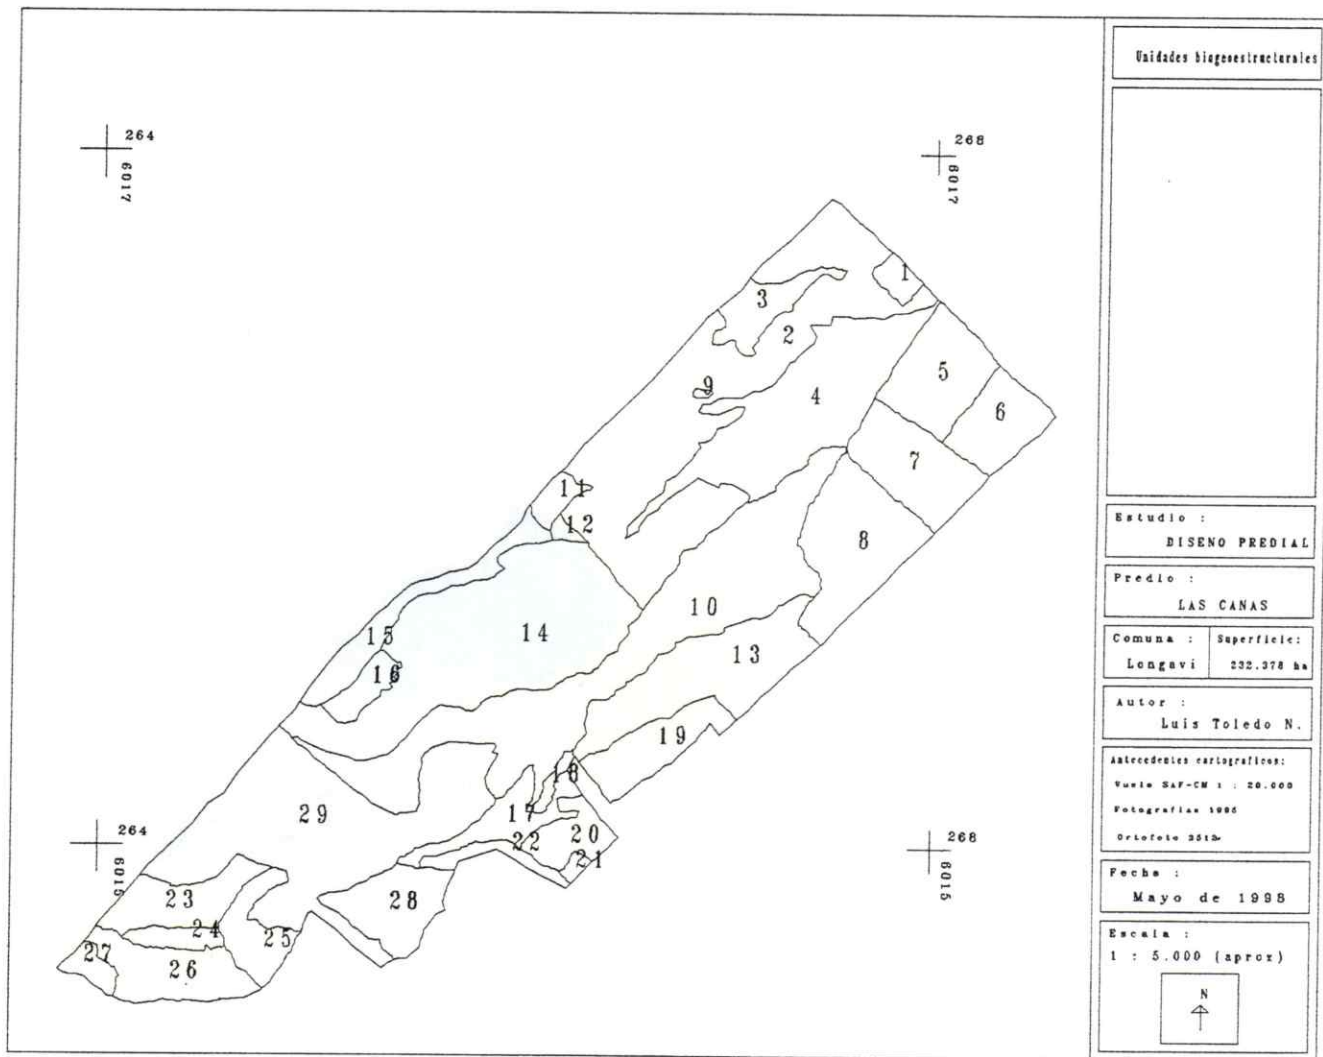 264
6017
268
6017
1
3
2
5
9
4
6
7
11
12
8
10
14
15
13
16
19
18
29
17
264
6015
22
20
268
6015
21
23
28
24
25
27
26
Unidades biogeoestructurales
Estudio :
DISENO PREDIAL
Predio :
LAS CANAS
Comuna :
Longavi
Superficie:
232.378 ha
Autor :
Luis Toledo N.
Antecedentes cartograficos:
Vuelo SAF-CM 1 : 20.000
Fotografias
Ortofoto
Fecha :
Mayo de 1998
Escala :
1 : 5.000 (aprox)
N